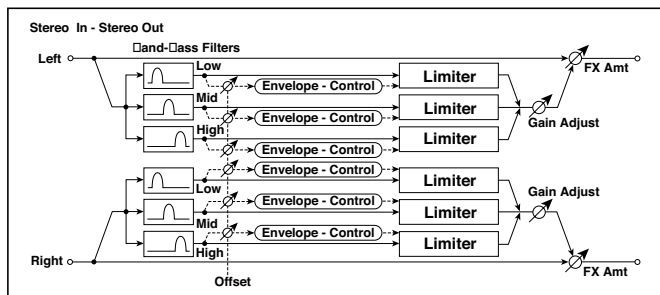 Stereo In - Stereo Out
□and-□ass Filters
Left
Low
Envelope - Control
Limiter
FX Amt
Mid
Envelope - Control
Limiter
High
Envelope - Control
Limiter
Gain Adjust
Envelope - Control
Limiter
Low
Gain Adjust
Envelope - Control
Limiter
Mid
Envelope - Control
Limiter
High
Right
FX Amt
Offset